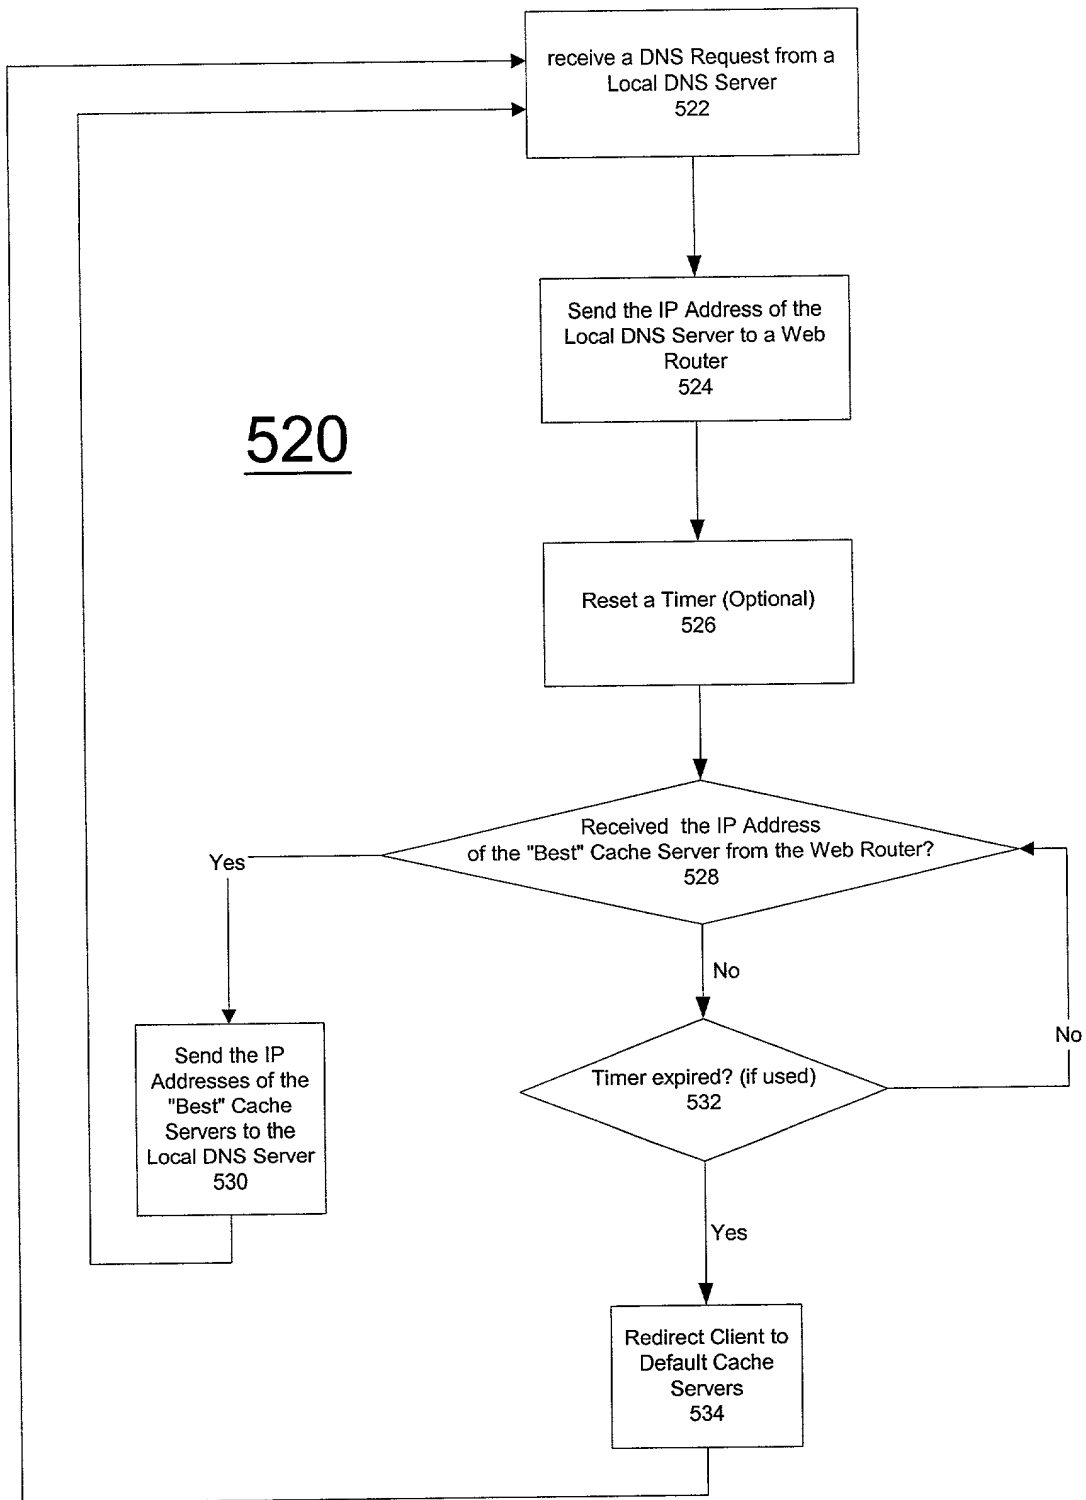 receive a DNS Request from a
Local DNS Server
522
Send the IP Address of the
Local DNS Server to a Web
Router
524
520
Reset a Timer (Optional)
526
Received the IP Address
of the "Best" Cache Server from the Web Router?
528
Yes
No
No
Send the IP
Addresses of the
"Best" Cache
Servers to the
Local DNS Server
530
Timer expired? (if used)
532
Yes
Redirect Client to
Default Cache
Servers
534